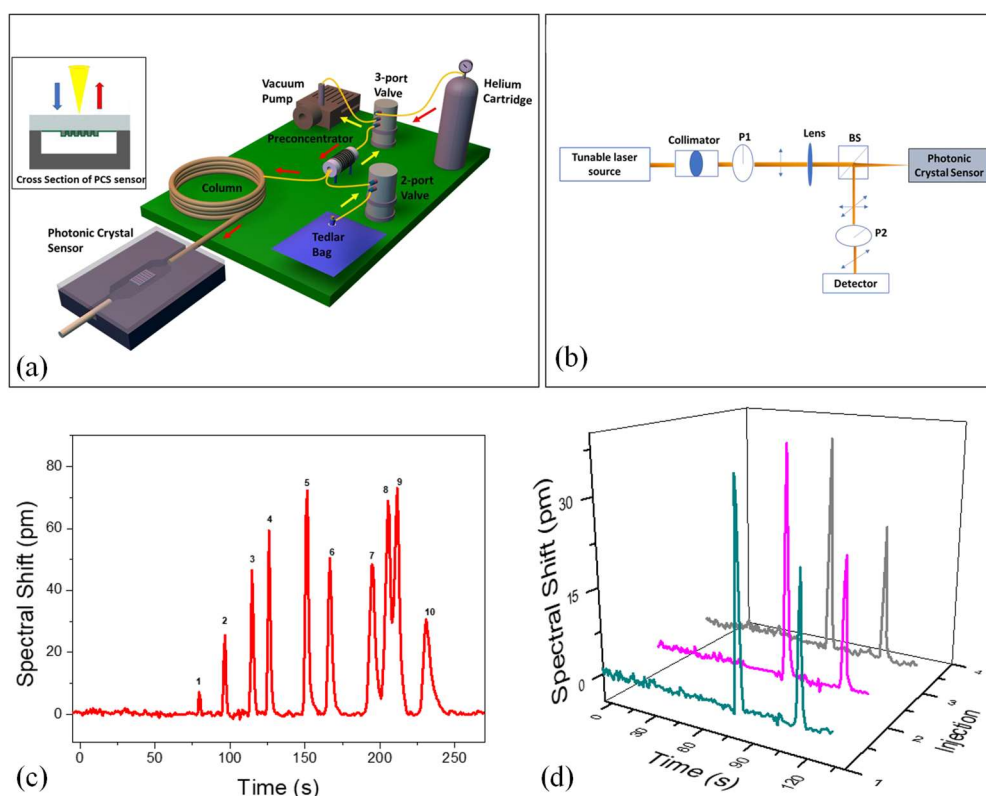 Vacuum
Pump
3-port
Valve
Helium
Cartridge
Preconcentrator
Column
2-port
Valve
Tedlar
Bag
Photonic Crystal
Sensor
Cross Section of PCS sensor
(a)
Tunable laser
source
Collimator
P1
Lens
BS
Photonic
Crystal Sensor
P2
Detector
(b)
Spectral Shift (pm)
80
60
40
20
0
1
2
3
4
5
6
7
8
9
10
0
50
100
150
200
250
Time (s)
(c)
Spectral Shift (pm)
30
15
0
0
30
60
90
120
Time (s)
1
2
3
4
Injection
(d)